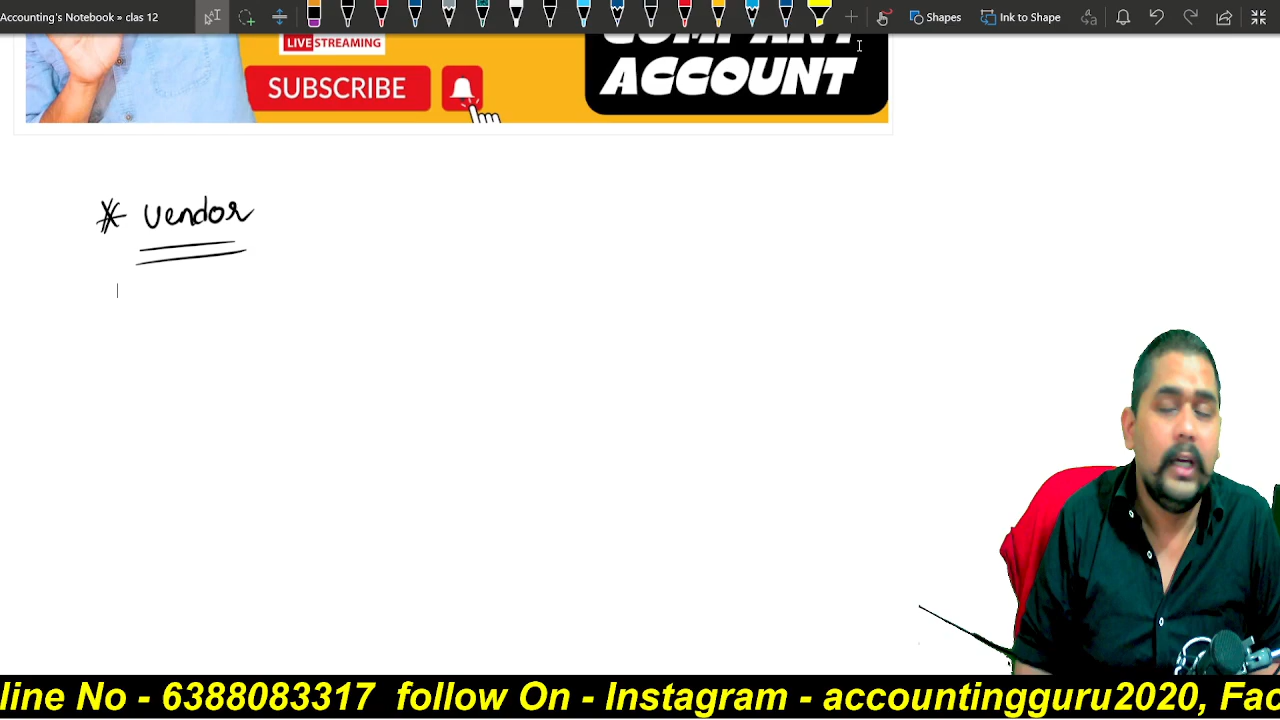 Accounting's Notebook » clas 12
Shapes
Ink to Shape
LIVE STREAMING
SUBSCRIBE
COMPANY
ACCOUNT
* vendor
line No - 6388083317 follow On - Instagram - accountingguru2020, Fac